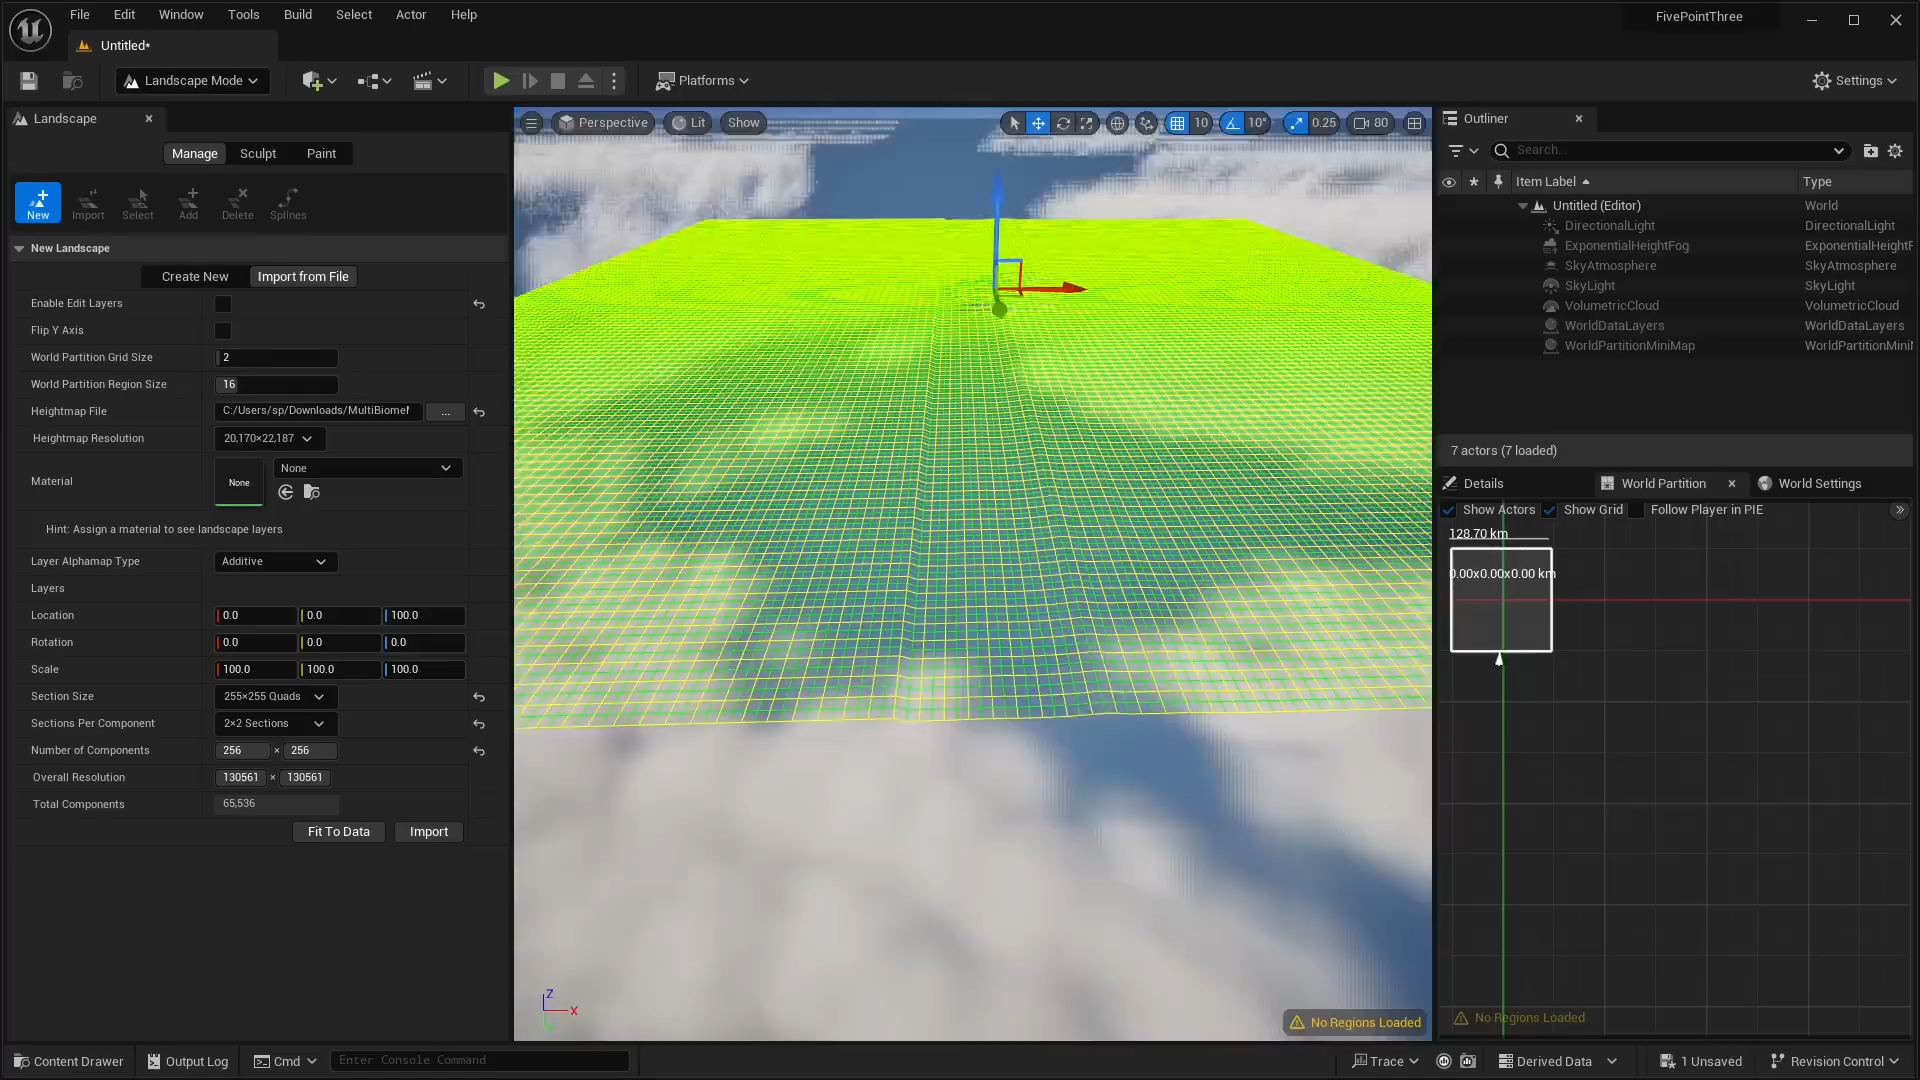 File Edit Window Tools Build Select Actor Help
FivePointThree
Untitled*
Landscape Mode
Platforms
Settings
Landscape
Manage Sculpt Paint
New Import Select Add Delete Splines
New Landscape
Create New Import from File
Enable Edit Layers
Flip Y Axis
World Partition Grid Size 2
World Partition Region Size 16
Heightmap File C:/Users/sp/Downloads/MultiBiome ...
Heightmap Resolution 20,170×22,187
Material None None
Hint: Assign a material to see landscape layers
Layer Alphamap Type Additive
Layers
Location 0.0 0.0 100.0
Rotation 0.0 0.0 0.0
Scale 100.0 100.0 100.0
Section Size 255×255 Quads
Sections Per Component 2×2 Sections
Number of Components 256 × 256
Overall Resolution 130561 × 130561
Total Components 65,536
Fit To Data Import
Perspective Lit Show
10 10° 0.25 80
Z
X
No Regions Loaded
Outliner
Search...
Item Label Type
Untitled (Editor) World
DirectionalLight DirectionalLight
ExponentialHeightFog ExponentialHeightF
SkyAtmosphere SkyAtmosphere
SkyLight SkyLight
VolumetricCloud VolumetricCloud
WorldDataLayers WorldDataLayers
WorldPartitionMiniMap WorldPartitionMiniM
7 actors (7 loaded)
Details World Partition World Settings
Show Actors Show Grid Follow Player in PIE
128.70 km
0.00x0.00x0.00 km
No Regions Loaded
Content Drawer Output Log Cmd Enter Console Command
Trace Derived Data 1 Unsaved Revision Control